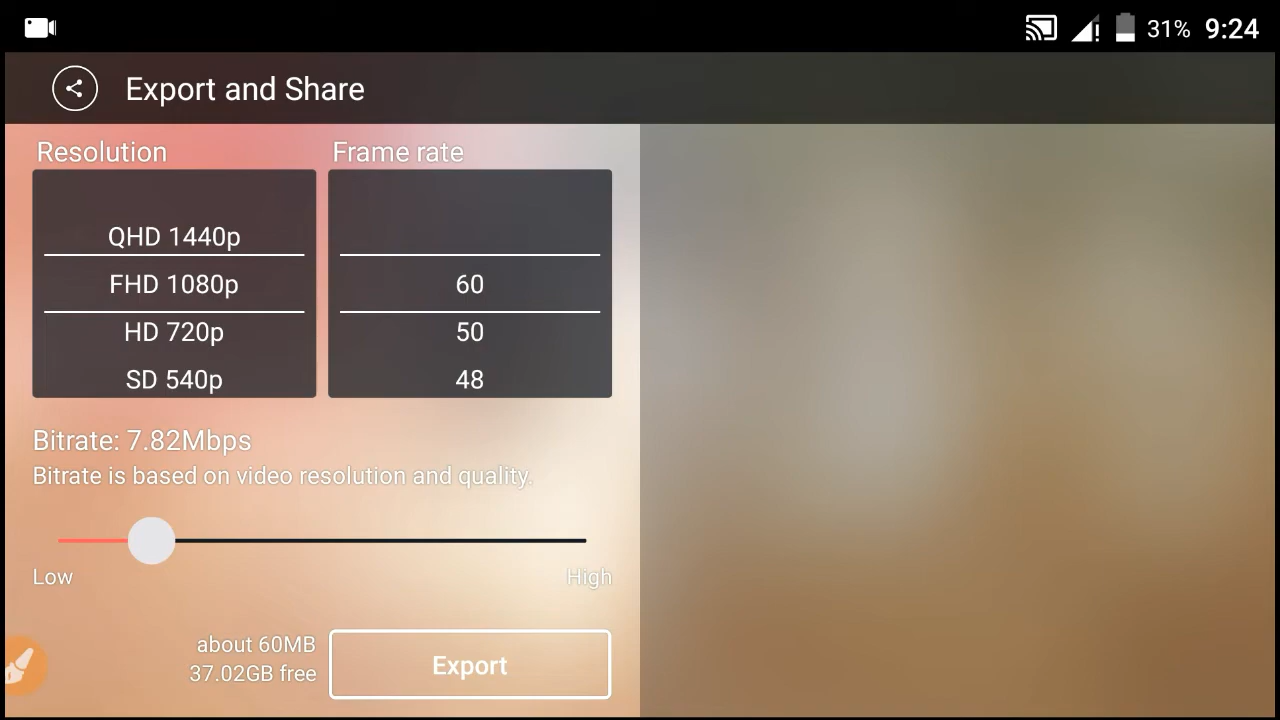 31% 9:24
Export and Share
Resolution
Frame rate
QHD 1440p
FHD 1080p
HD 720p
SD 540p
60
50
48
Bitrate: 7.82Mbps
Bitrate is based on video resolution and quality.
Low
High
about 60MB
37.02GB free
Export